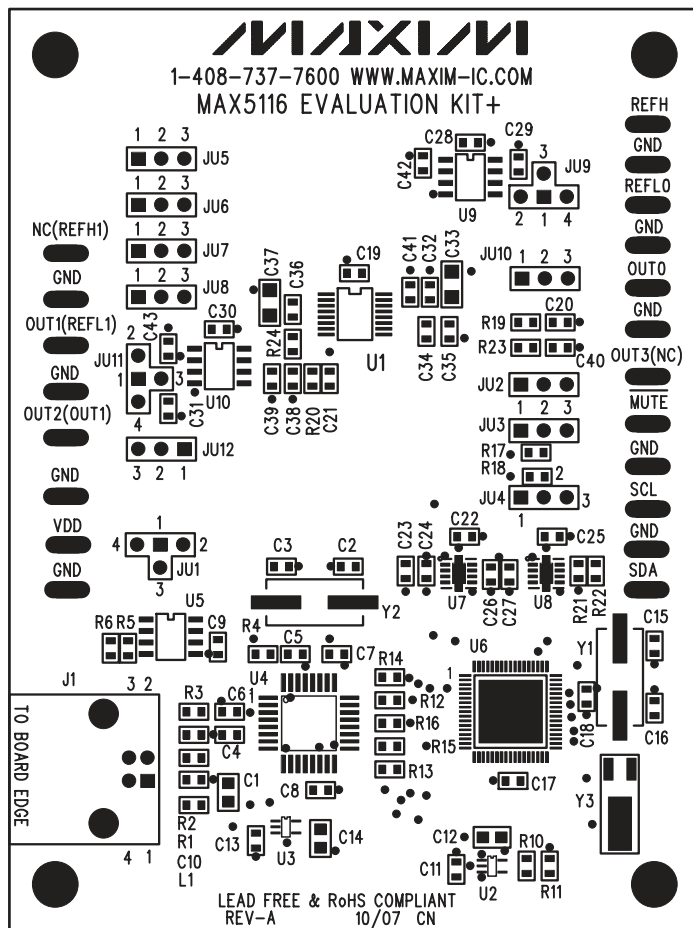 MAXIM
1-408-737-7600 WWW.MAXIM-IC.COM
MAX5116 EVALUATION KIT+
REFH
GND
REFL0
GND
OUT0
GND
OUT3(NC)
MUTE
GND
SCL
GND
SDA
NC(REFH1)
GND
OUT1(REFL1)
GND
OUT2(OUT1)
GND
VDD
GND
1 2 3
JU5
1 2 3
JU6
1 2 3
JU7
1 2 3
JU8
C28
C29
C42
U9
3
JU9
2 1 4
JU10
1 2 3
C37
C36
C19
C41
C32
C33
C43
C30
R24
U1
C34
C35
R19
C20
R23
C40
2
JU11
1
3
4
C31
U10
C39
C38
R20
C21
JU2
1 2 3
JU3
1 2 3
R17
R18
2
JU4
1
3
JU12
3 2 1
1
4 2
JU1
3
C3
C2
Y2
C23
C24
C22
C25
U7
C26
C27
U8
R21
R22
U5
R6
R5
C9
R4
C5
C7
U4
U6
1
Y1
C15
C16
C18
J1
3 2
TO BOARD EDGE
4 1
R3
C6
1
C4
C1
R2
R1
C10
L1
R14
R12
R16
R15
R13
C8
C13
U3
C14
C17
Y3
C12
C11
U2
R10
R11
LEAD FREE & RoHS COMPLIANT
REV-A 10/07 CN